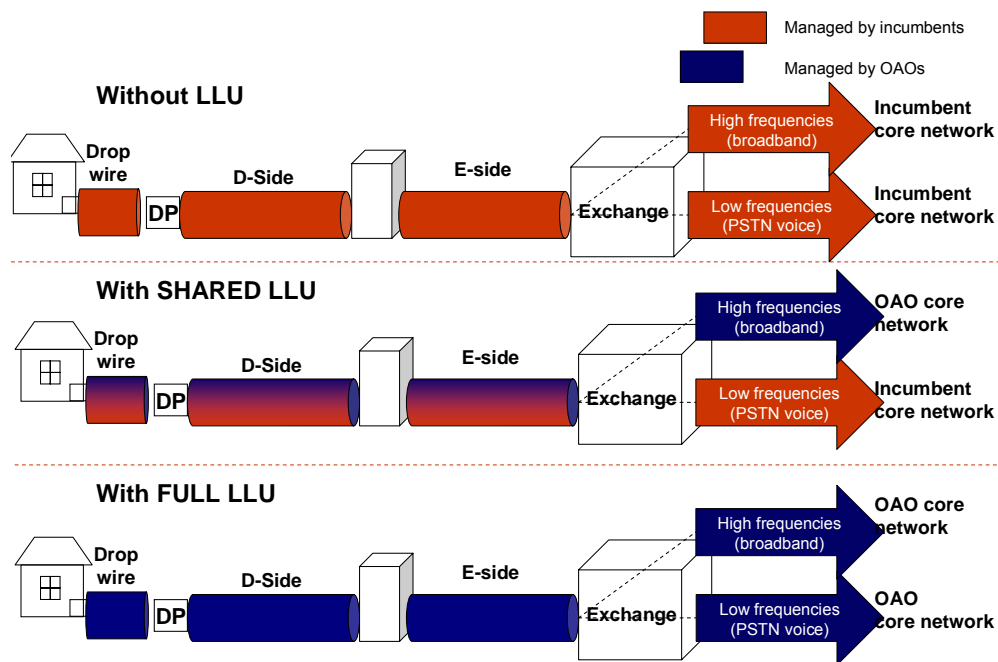 Managed by incumbents
Managed by OAOs
Without LLU
Drop
wire
DP
D-Side
E-side
Exchange
High frequencies
(broadband)
Incumbent
core network
Low frequencies
(PSTN voice)
Incumbent
core network
With SHARED LLU
Drop
wire
DP
D-Side
E-side
Exchange
High frequencies
(broadband)
OAO core
network
Low frequencies
(PSTN voice)
Incumbent
core network
With FULL LLU
Drop
wire
DP
D-Side
E-side
Exchange
High frequencies
(broadband)
OAO core
network
Low frequencies
(PSTN voice)
OAO
core network